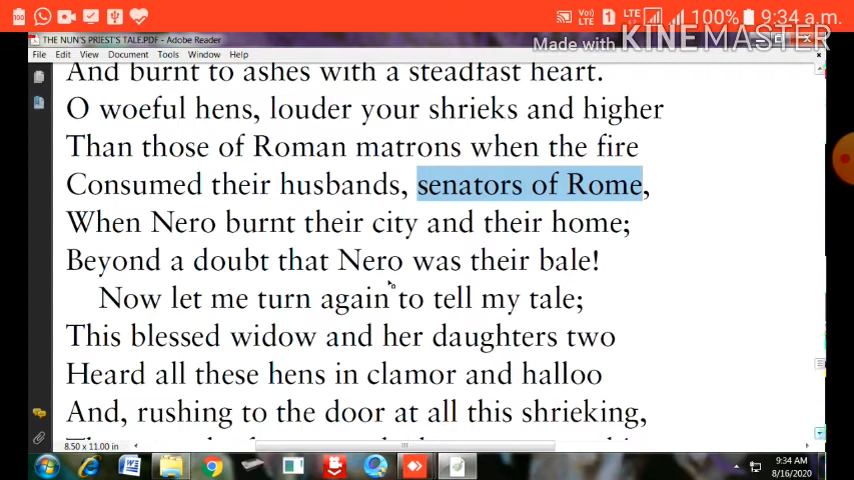 100 Vo) LTE 1 LTE 100% 9:34 a.m.
Made with KINEMASTER
THE NUN'S PRIEST'S TALE.PDF - Adobe Reader
File Edit View Document Tools Window Help
And burnt to ashes with a steadfast heart.
O woeful hens, louder your shrieks and higher
Than those of Roman matrons when the fire
Consumed their husbands, senators of Rome,
When Nero burnt their city and their home;
Beyond a doubt that Nero was their bale!
Now let me turn again to tell my tale;
This blessed widow and her daughters two
Heard all these hens in clamor and halloo
And, rushing to the door at all this shrieking,
8.50 x 11.00 in
9:34 AM
8/16/2020